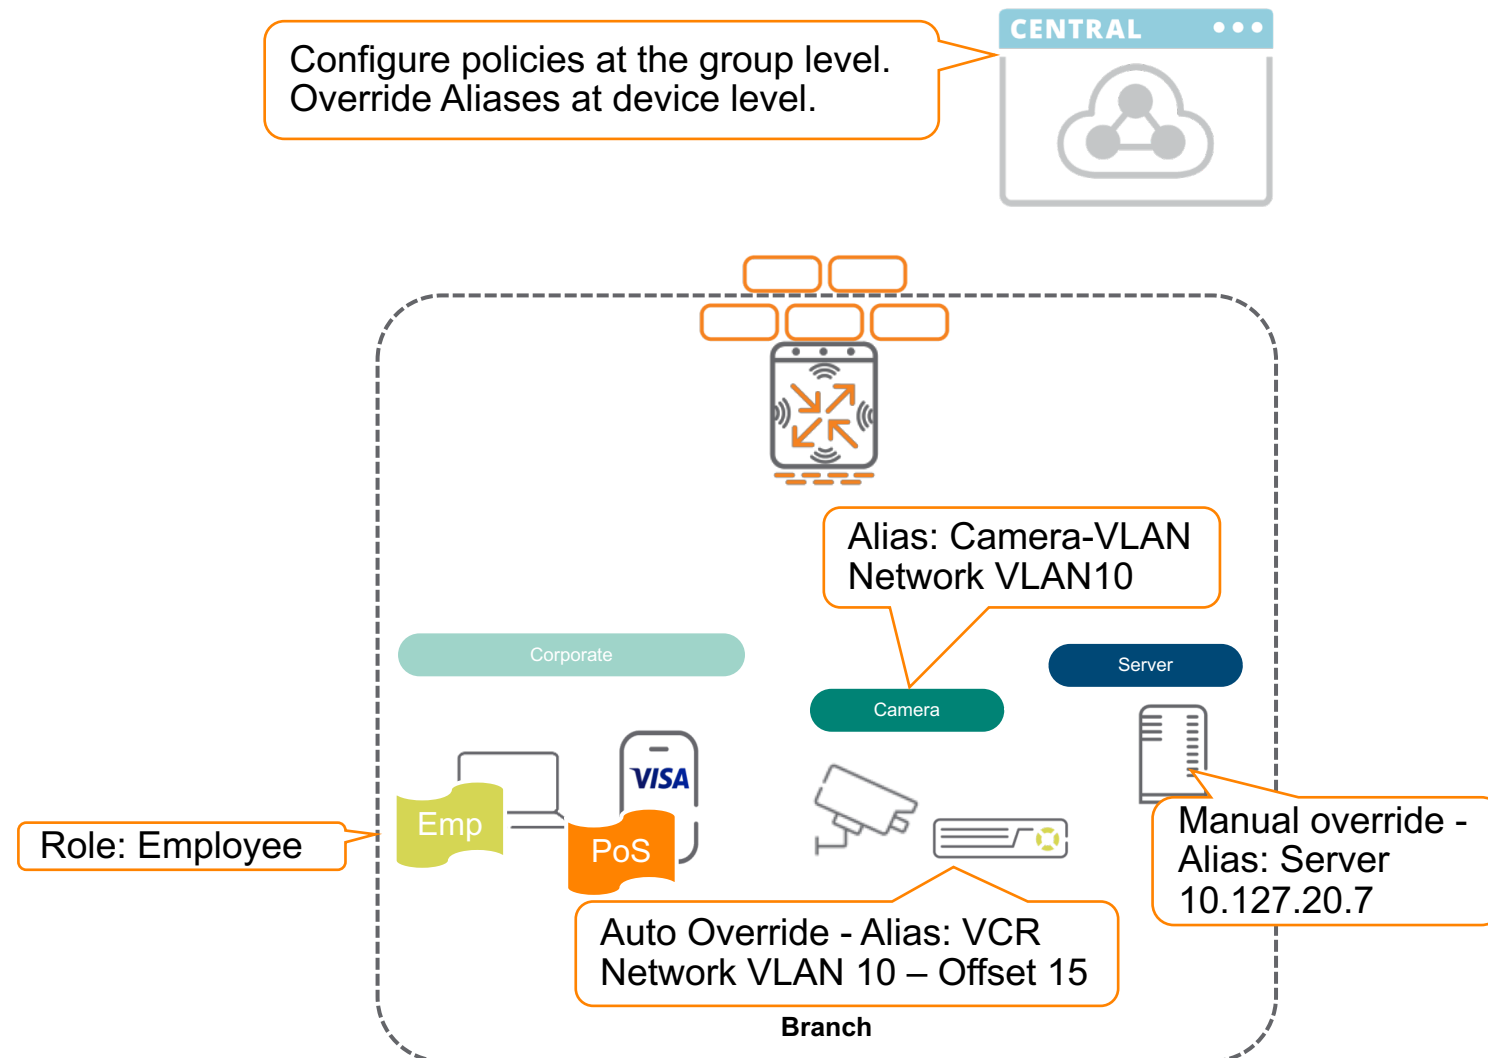 CENTRAL
Configure policies at the group level.
Override Aliases at device level.
Alias: Camera-VLAN
Network VLAN10
Corporate
Server
Camera
VISA
Emp
PoS
Role: Employee
Manual override -
Alias: Server
10.127.20.7
Auto Override - Alias: VCR
Network VLAN 10 – Offset 15
Branch